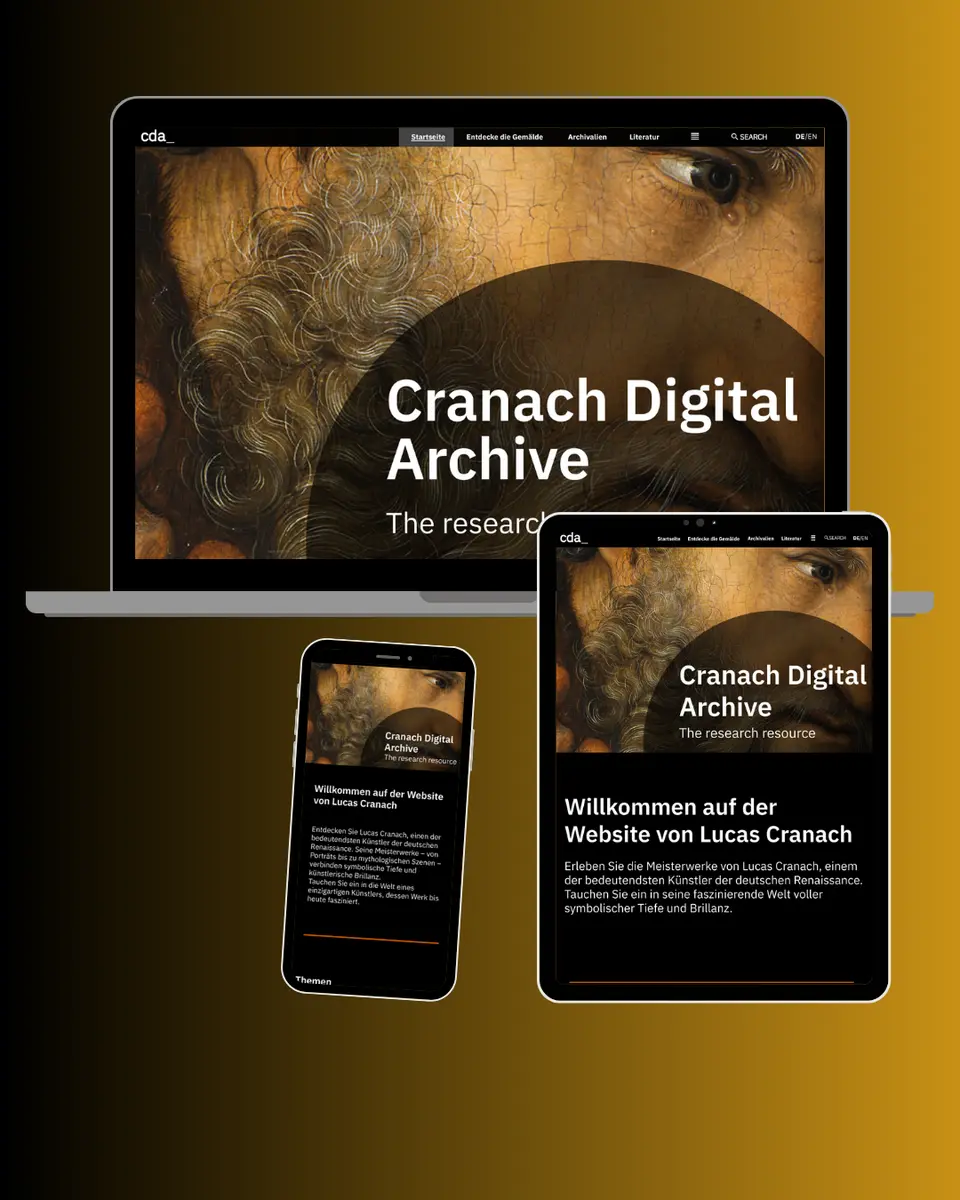 cda_
Startseite Entdecke die Gemälde Archivalien Literatur SEARCH DE/EN
Cranach Digital
Archive
The research
cda_
Startseite Entdecke die Gemälde Archivalien Literatur SEARCH DE/EN
Cranach Digital
Archive
The research resource
Willkommen auf der
Website von Lucas Cranach
Erleben Sie die Meisterwerke von Lucas Cranach, einem
der bedeutendsten Künstler der deutschen Renaissance.
Tauchen Sie ein in seine faszinierende Welt voller
symbolischer Tiefe und Brillanz.
Cranach Digital
Archive
The research resource
Willkommen auf der Website
von Lucas Cranach
Entdecken Sie Lucas Cranach, einen der
bedeutendsten Künstler der deutschen
Renaissance. Seine Meisterwerke – von
Porträts bis zu mythologischen Szenen –
verbinden symbolische Tiefe und
künstlerische Brillanz.
Tauchen Sie ein in die Welt eines
einzigartigen Künstlers, dessen Werk bis
heute fasziniert.
Themen